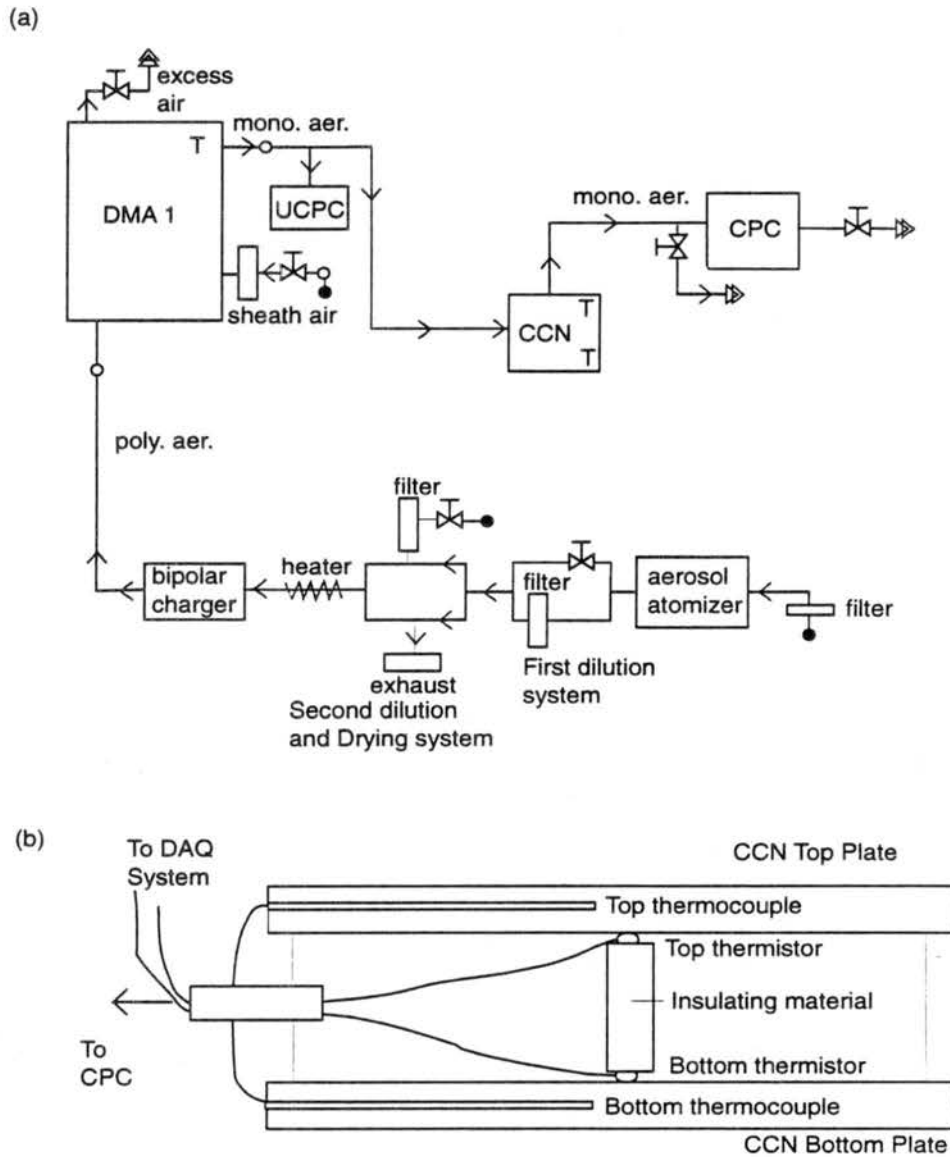 (a)
excess
air
mono. aer.
T
DMA 1
UCPC
sheath air
mono. aer.
CPC
T
CCN
T
poly. aer.
filter
heater
bipolar
charger
filter
aerosol
atomizer
filter
First dilution
system
exhaust
Second dilution
and Drying system
(b)
To DAQ
System
CCN Top Plate
Top thermocouple
Top thermistor
Insulating material
To
CPC
Bottom thermistor
Bottom thermocouple
CCN Bottom Plate